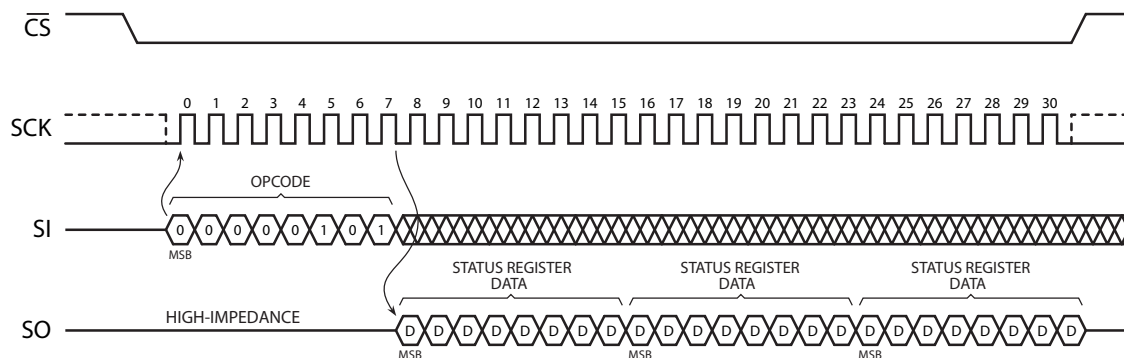 CS
0 1 2 3 4 5 6 7 8 9 10 11 12 13 14 15 16 17 18 19 20 21 22 23 24 25 26 27 28 29 30
SCK
OPCODE
SI 0 0 0 0 0 1 0 1
MSB
STATUS REGISTER DATA STATUS REGISTER DATA STATUS REGISTER DATA
HIGH-IMPEDANCE
SO D D D D D D D D D D D D D D D D D D D D D D D D
MSB MSB MSB